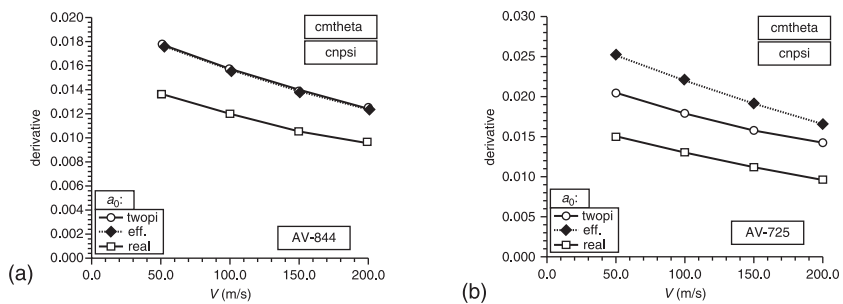 0.020
0.018
0.016
0.014
0.012
0.010
0.008
0.006
0.004
0.002
0.000
derivative
cmtheta
cnpsi
a0:
twopi
eff.
real
AV-844
0.0 50.0 100.0 150.0 200.0
V (m/s)
(a)
0.030
0.025
0.020
0.015
0.010
0.005
0.000
derivative
cmtheta
cnpsi
a0:
twopi
eff.
real
AV-725
0.0 50.0 100.0 150.0 200.0
V (m/s)
(b)